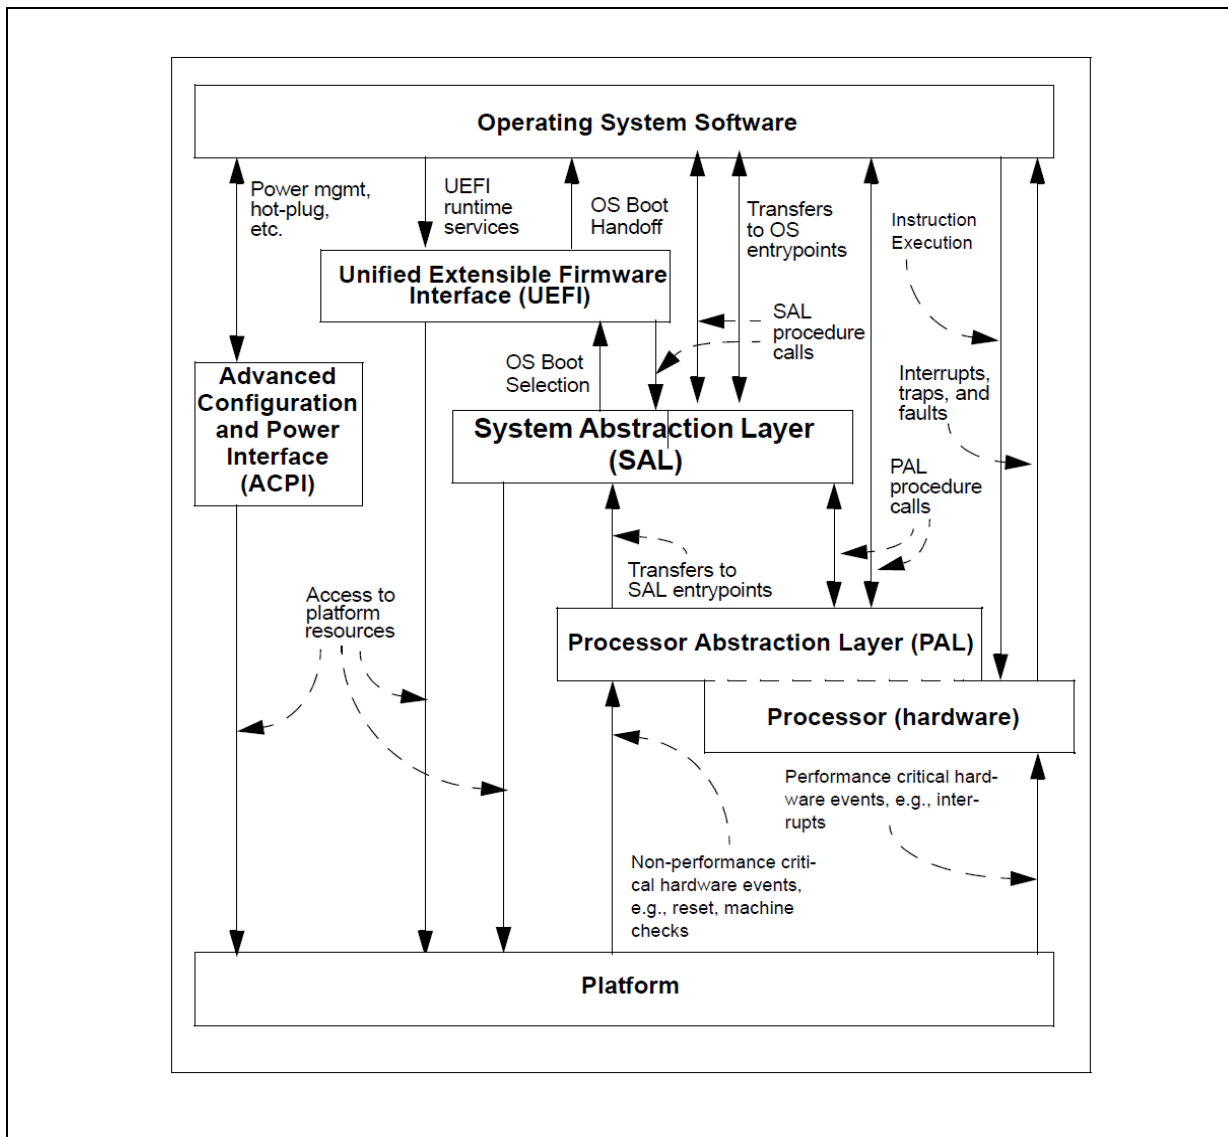 Operating System Software
Power mgmt,
hot-plug,
etc.
UEFI
runtime
services
OS Boot
Handoff
Transfers
to OS
entrypoints
Instruction
Execution
Unified Extensible Firmware
Interface (UEFI)
SAL
procedure
calls
OS Boot
Selection
Advanced
Configuration
and Power
Interface
(ACPI)
Interrupts,
traps, and
faults
System Abstraction Layer
(SAL)
PAL
procedure
calls
Transfers to
SAL entrypoints
Access to
platform
resources
Processor Abstraction Layer (PAL)
Processor (hardware)
Performance critical hard-
ware events, e.g., inter-
rupts
Non-performance criti-
cal hardware events,
e.g., reset, machine
checks
Platform